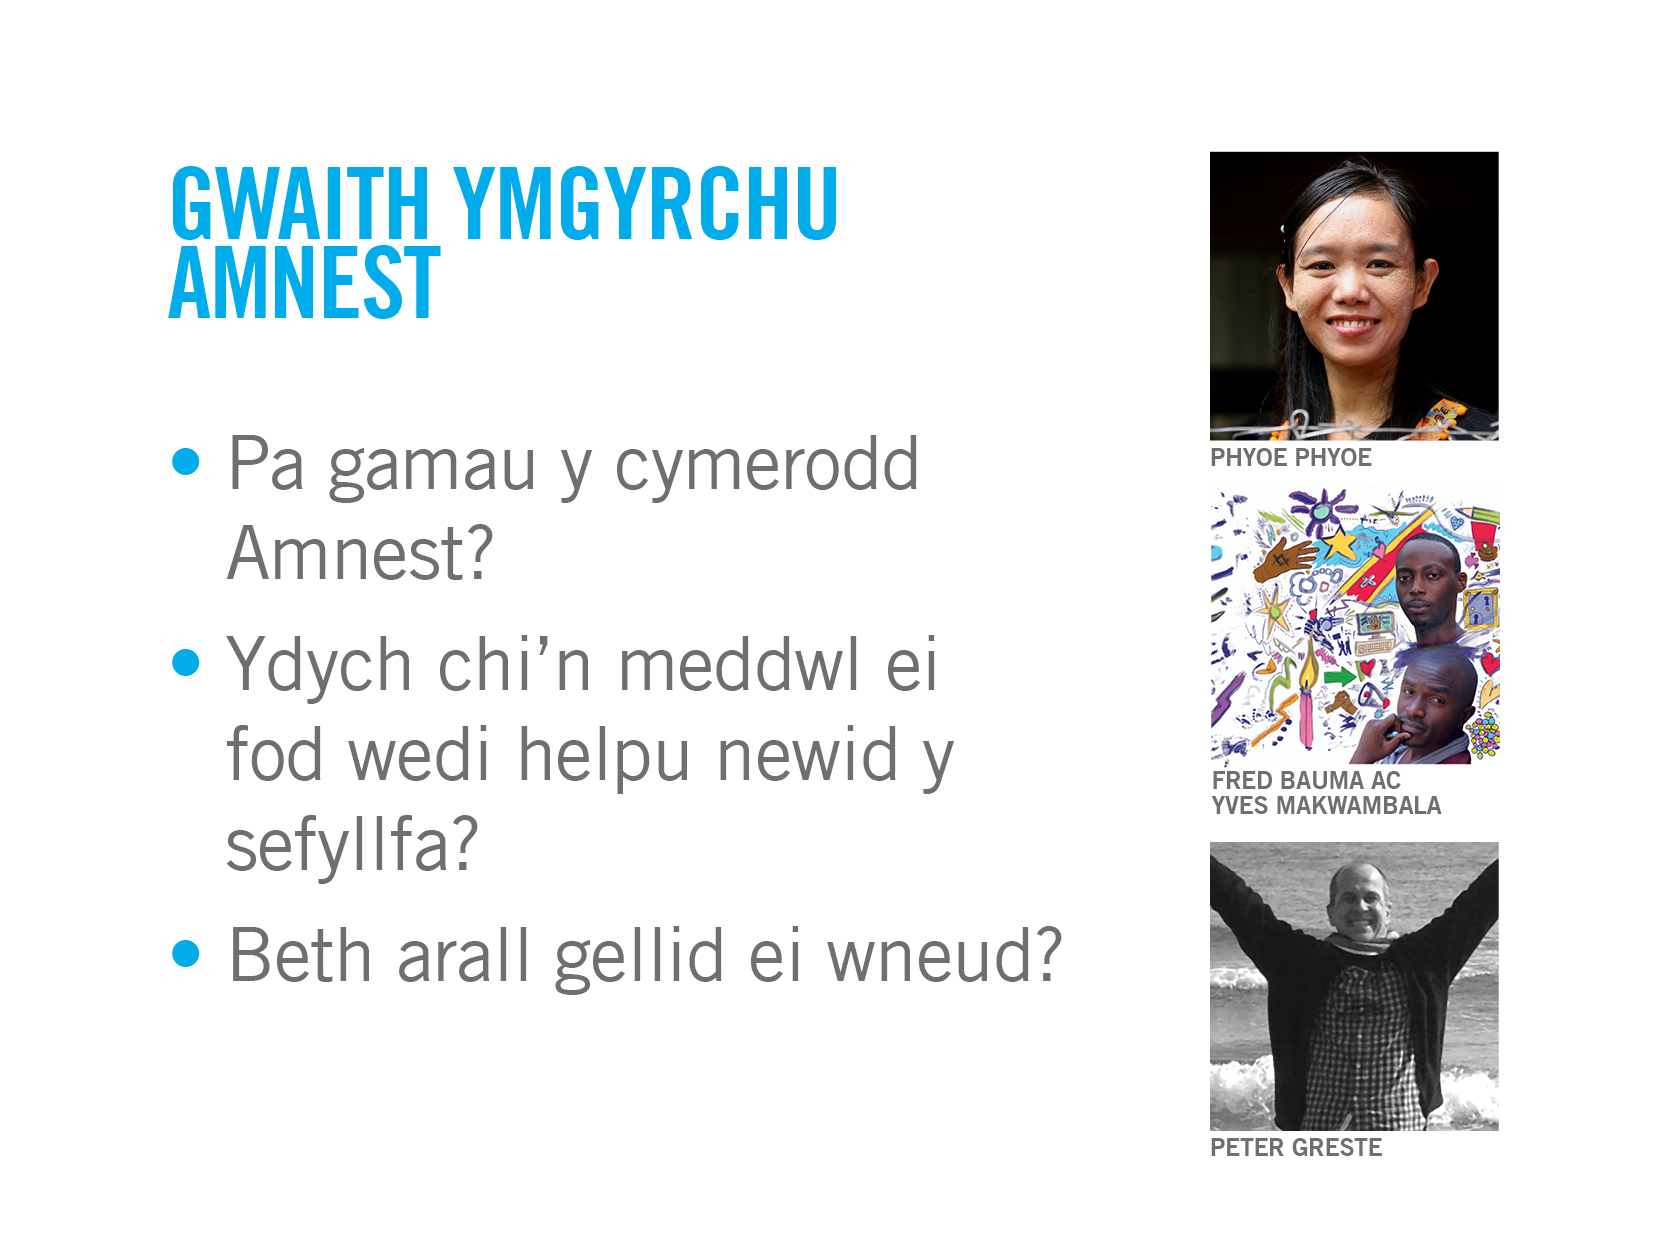 GWAITH YMGYRCHU
AMNEST
• Pa gamau y cymerodd
Amnest?
• Ydych chi’n meddwl ei
fod wedi helpu newid y
sefyllfa?
• Beth arall gellid ei wneud?
PHYOE PHYOE
FRED BAUMA AC
YVES MAKWAMBALA
PETER GRESTE